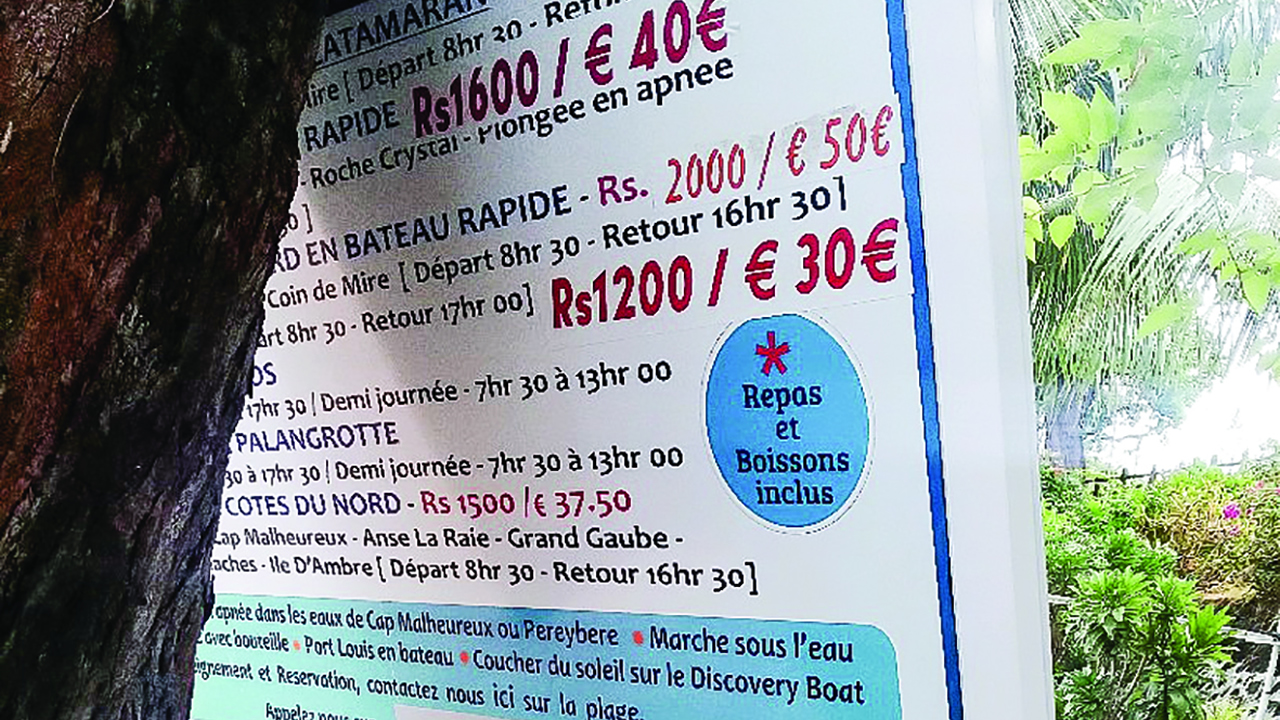 CATAMARAN
Mire [ Départ 8hr 30 - Retour
RAPIDE Rs1600 / € 40€
- Roche Crystal - Plongee en apnee
RD EN BATEAU RAPIDE - Rs. 2000 / € 50€
Coin de Mire [ Départ 8hr 30 - Retour 16hr 30]
8hr 30 - Retour 17hr 00] Rs1200 / € 30€
OS
17hr 30 / Demi journée - 7hr 30 à 13hr 00
PALANGROTTE
30 à 17hr 30 / Demi journée - 7hr 30 à 13hr 00
COTES DU NORD - Rs 1500 /€ 37.50
Cap Malheureux - Anse La Raie - Grand Gaube -
- Ile D'Ambre [ Départ 8hr 30 - Retour 16hr 30]
*
Repas
et
Boissons
inclus
apnée dans les eaux de Cap Malheureux ou Pereybere • Marche sous l'eau
avec bouteille • Port Louis en bateau • Coucher du soleil sur le Discovery Boat
et Reservation, contactez nous ici sur la plage.
Appelez nous